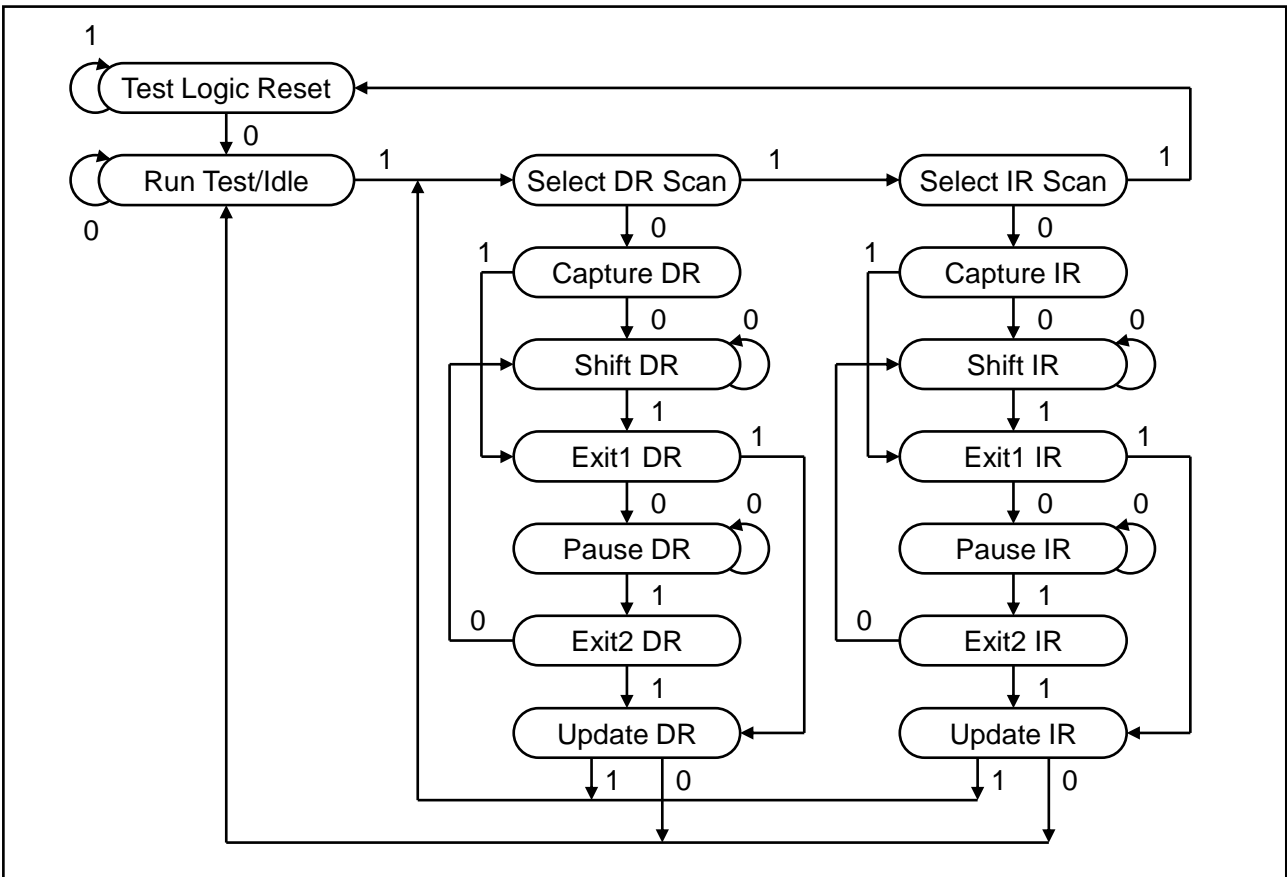 1
Test Logic Reset
0
Run Test/Idle
1
Select DR Scan
1
Select IR Scan
1
0
0
0
1
Capture DR
1
Capture IR
0
0
0
0
Shift DR
Shift IR
1
1
Exit1 DR
1
Exit1 IR
1
0
0
0
0
Pause DR
Pause IR
1
1
0
Exit2 DR
0
Exit2 IR
1
1
Update DR
Update IR
1
0
1
0